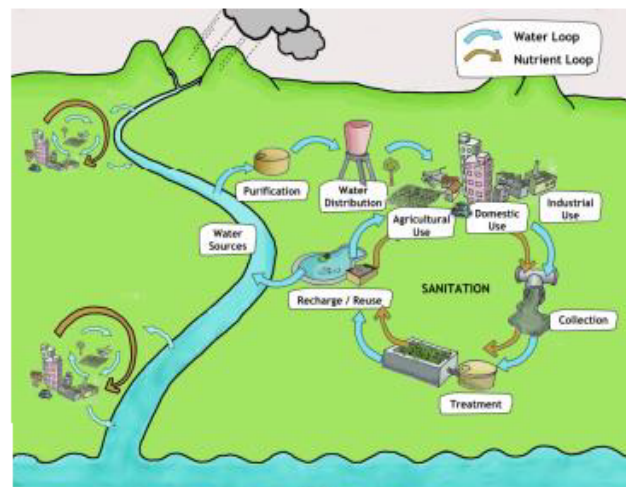 Water Loop
Nutrient Loop
Purification
Water
Distribution
Agricultural
Use
Domestic
Use
Industrial
Use
Water
Sources
Recharge / Reuse
SANITATION
Collection
Treatment